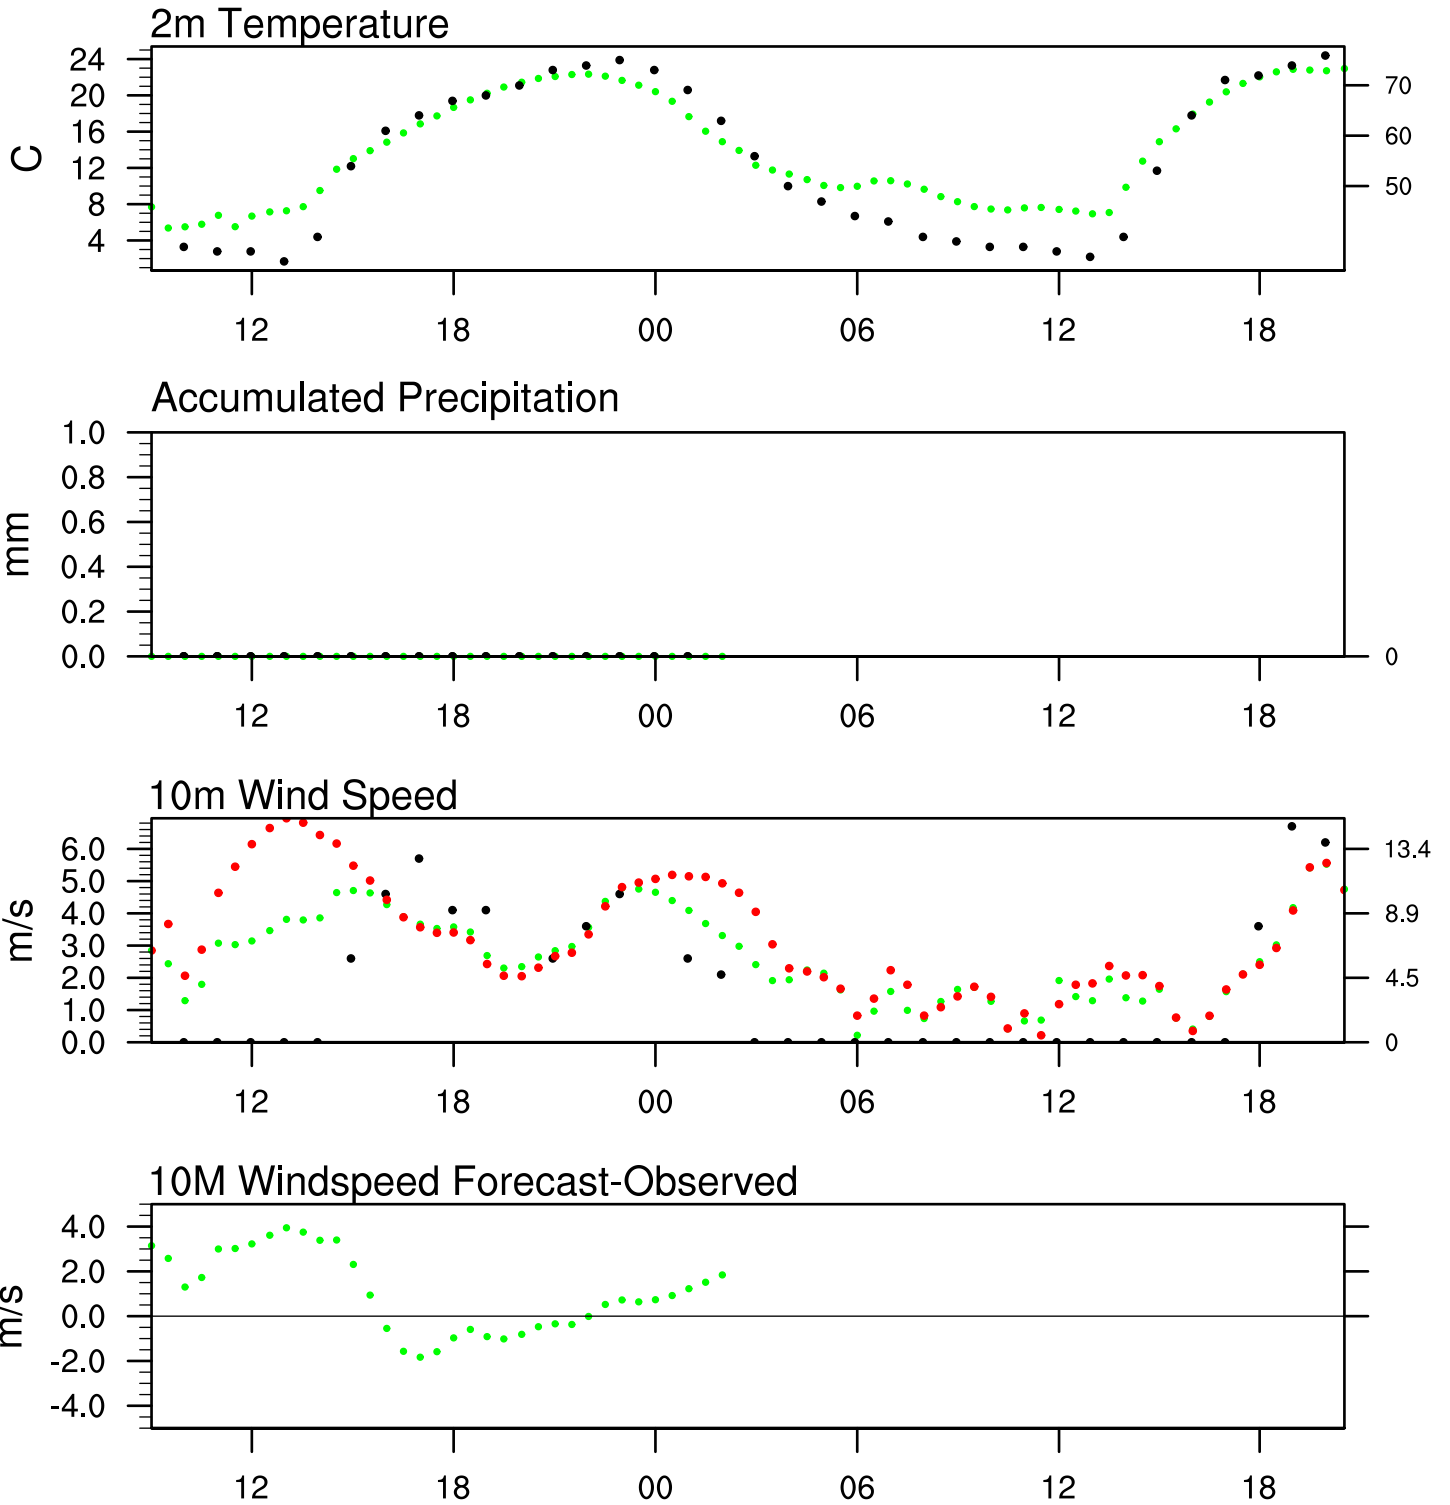 2m Temperature
24
20
16
12
8
4
C
70
60
50
12 18 00 06 12 18
Accumulated Precipitation
1.0
0.8
0.6
0.4
0.2
0.0
mm
0
12 18 00 06 12 18
10m Wind Speed
6.0
5.0
4.0
3.0
2.0
1.0
0.0
m/s
13.4
8.9
4.5
0
12 18 00 06 12 18
10M Windspeed Forecast-Observed
4.0
2.0
0.0
-2.0
-4.0
m/s
12 18 00 06 12 18